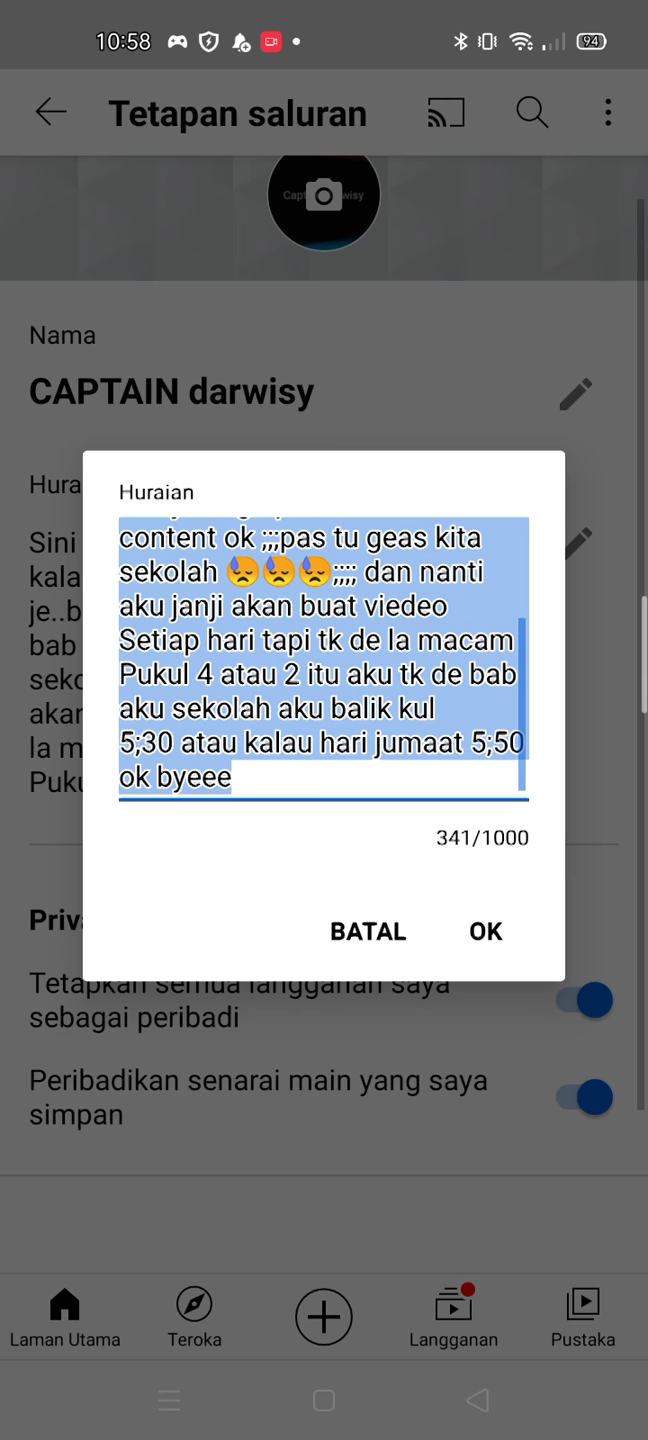 10:58
94
Tetapan saluran
Nama
CAPTAIN darwisy
Hura
Sini
kala
je..b
bab
seko
akan
la m
Puku
Huraian
content ok ;;;pas tu geas kita
sekolah 😓😓😓;;;; dan nanti
aku janji akan buat viedeo
Setiap hari tapi tk de la macam
Pukul 4 atau 2 itu aku tk de bab
aku sekolah aku balik kul
5;30 atau kalau hari jumaat 5;50
ok byeee
341/1000
BATAL
OK
Priv
Tetapkan semua langganan saya
sebagai peribadi
Peribadikan senarai main yang saya
simpan
Laman Utama
Teroka
Langganan
Pustaka